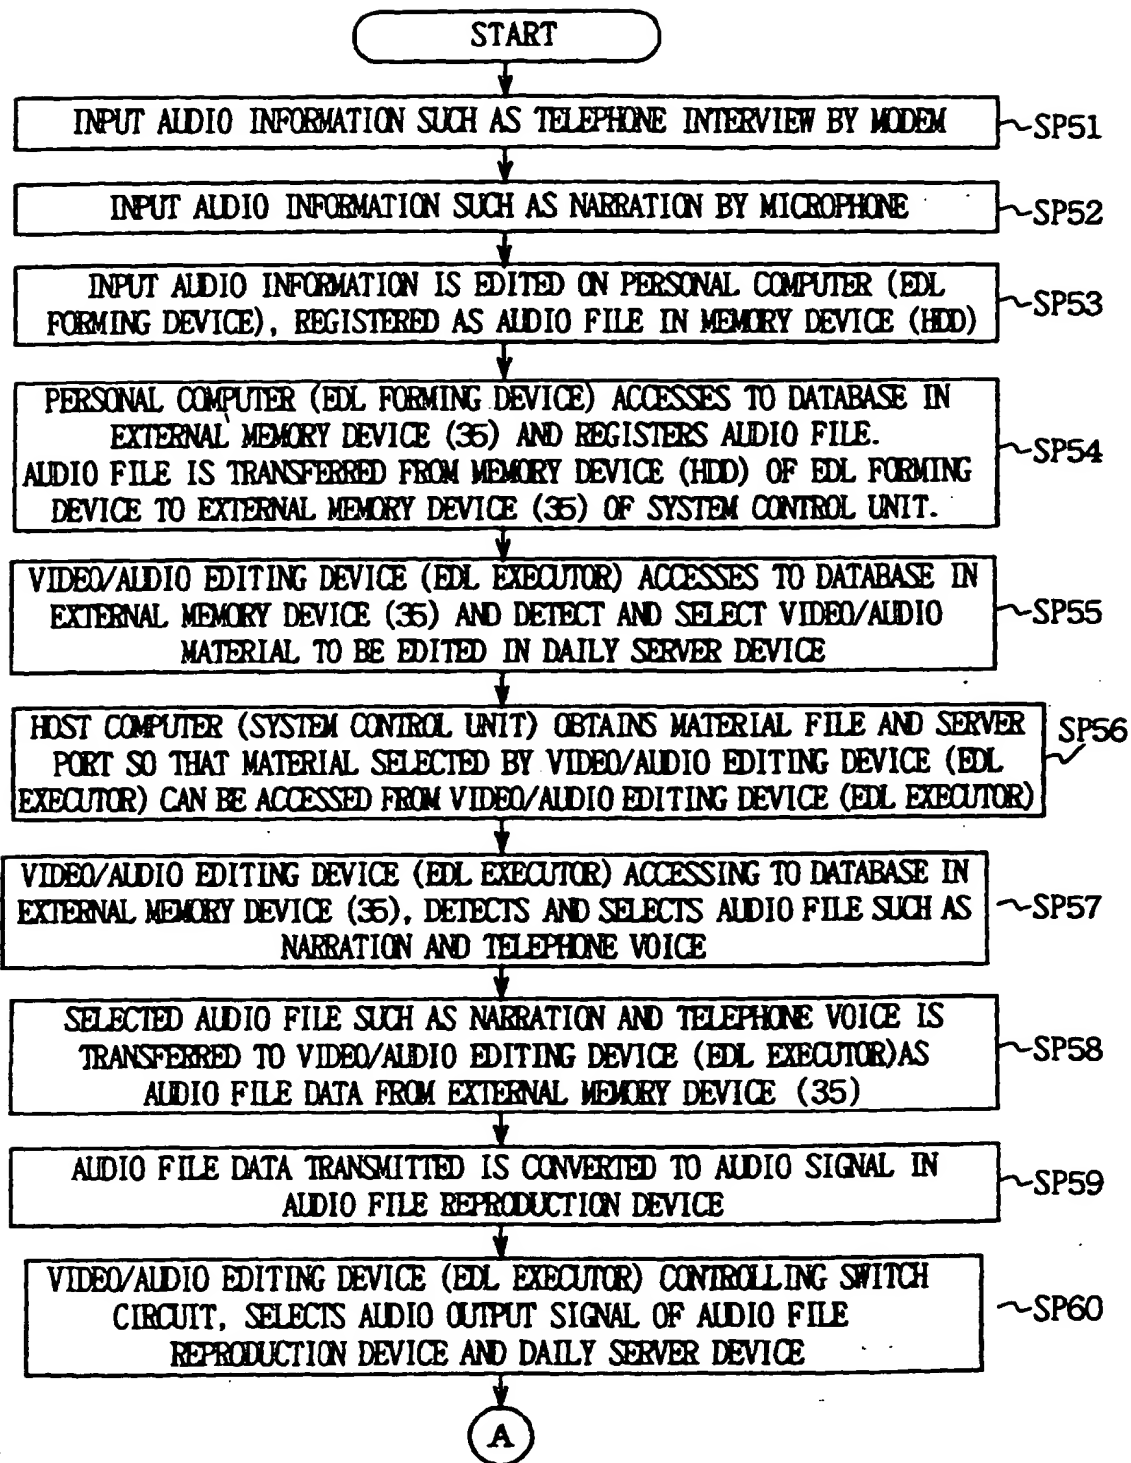 START
INPUT AUDIO INFORMATION SUCH AS TELEPHONE INTERVIEW BY MODEM
SP51
INPUT AUDIO INFORMATION SUCH AS NARRATION BY MICROPHONE
SP52
INPUT AUDIO INFORMATION IS EDITED ON PERSONAL COMPUTER (EDL
FORMING DEVICE), REGISTERED AS AUDIO FILE IN MEMORY DEVICE (HDD)
SP53
PERSONAL COMPUTER (EDL FORMING DEVICE) ACCESSES TO DATABASE IN
EXTERNAL MEMORY DEVICE (35) AND REGISTERS AUDIO FILE.
AUDIO FILE IS TRANSFERRED FROM MEMORY DEVICE (HDD) OF EDL FORMING
DEVICE TO EXTERNAL MEMORY DEVICE (35) OF SYSTEM CONTROL UNIT.
SP54
VIDEO/AUDIO EDITING DEVICE (EDL EXECUTOR) ACCESSES TO DATABASE IN
EXTERNAL MEMORY DEVICE (35) AND DETECT AND SELECT VIDEO/AUDIO
MATERIAL TO BE EDITED IN DAILY SERVER DEVICE
SP55
HOST COMPUTER (SYSTEM CONTROL UNIT) OBTAINS MATERIAL FILE AND SERVER
PORT SO THAT MATERIAL SELECTED BY VIDEO/AUDIO EDITING DEVICE (EDL
EXECUTOR) CAN BE ACCESSED FROM VIDEO/AUDIO EDITING DEVICE (EDL EXECUTOR)
SP56
VIDEO/AUDIO EDITING DEVICE (EDL EXECUTOR) ACCESSING TO DATABASE IN
EXTERNAL MEMORY DEVICE (35), DETECTS AND SELECTS AUDIO FILE SUCH AS
NARRATION AND TELEPHONE VOICE
SP57
SELECTED AUDIO FILE SUCH AS NARRATION AND TELEPHONE VOICE IS
TRANSFERRED TO VIDEO/AUDIO EDITING DEVICE (EDL EXECUTOR)AS
AUDIO FILE DATA FROM EXTERNAL MEMORY DEVICE (35)
SP58
AUDIO FILE DATA TRANSMITTED IS CONVERTED TO AUDIO SIGNAL IN
AUDIO FILE REPRODUCTION DEVICE
SP59
VIDEO/AUDIO EDITING DEVICE (EDL EXECUTOR) CONTROLLING SWITCH
CIRCUIT, SELECTS AUDIO OUTPUT SIGNAL OF AUDIO FILE
REPRODUCTION DEVICE AND DAILY SERVER DEVICE
SP60
A